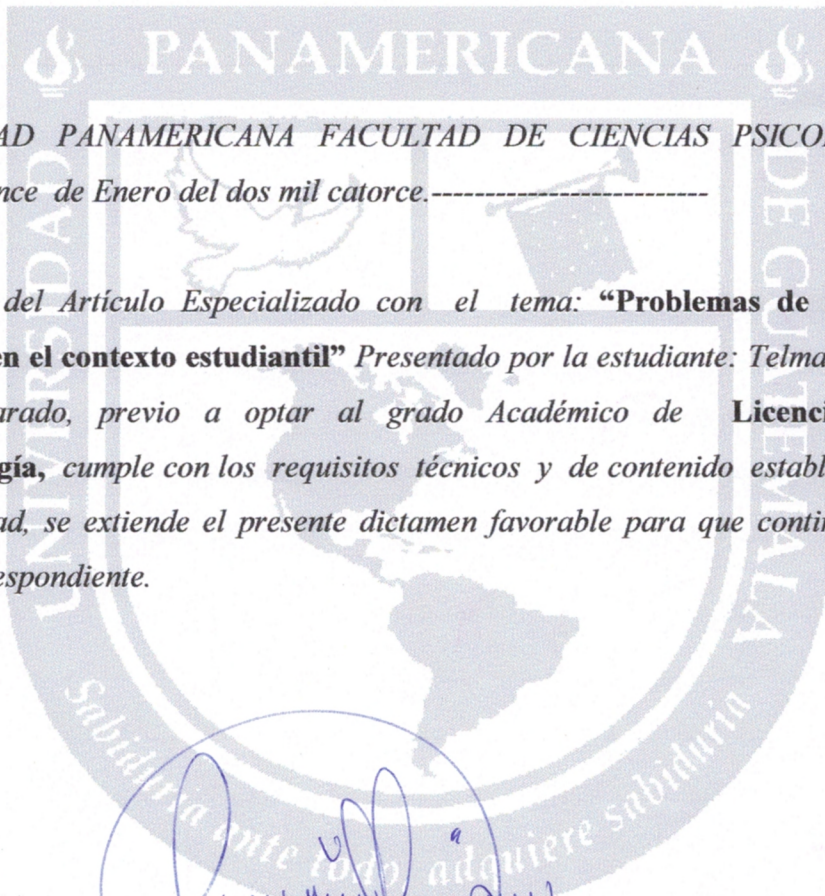 PANAMERICANA
UNIVERSIDAD
DE GUATEMALA
AD PANAMERICANA FACULTAD DE CIENCIAS PSICO
nce de Enero del dos mil catorce.--------------------------
del Artículo Especializado con el tema: “Problemas de
en el contexto estudiantil” Presentado por la estudiante: Telma
arado, previo a optar al grado Académico de Licenci
gía, cumple con los requisitos técnicos y de contenido establ
ad, se extiende el presente dictamen favorable para que conti
espondiente.
Sabiduría ante todo, adquiere sabiduría